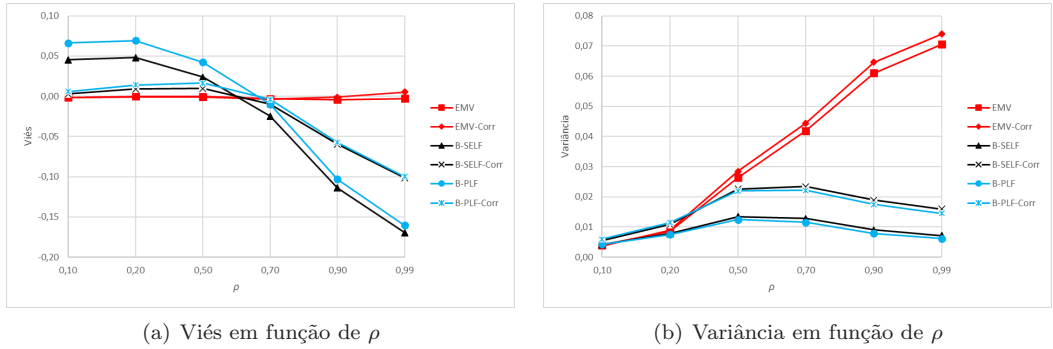 0,10
0,05
0,00
-0,05
-0,10
-0,15
-0,20
Viés
0,10 0,20 0,50 0,70 0,90 0,99
ρ
EMV
EMV-Corr
B-SELF
B-SELF-Corr
B-PLF
B-PLF-Corr
0,08
0,07
0,06
0,05
0,04
0,03
0,02
0,01
0,00
Variância
0,10 0,20 0,50 0,70 0,90 0,99
ρ
EMV
EMV-Corr
B-SELF
B-SELF-Corr
B-PLF
B-PLF-Corr
(a) Viés em função de ρ
(b) Variância em função de ρ